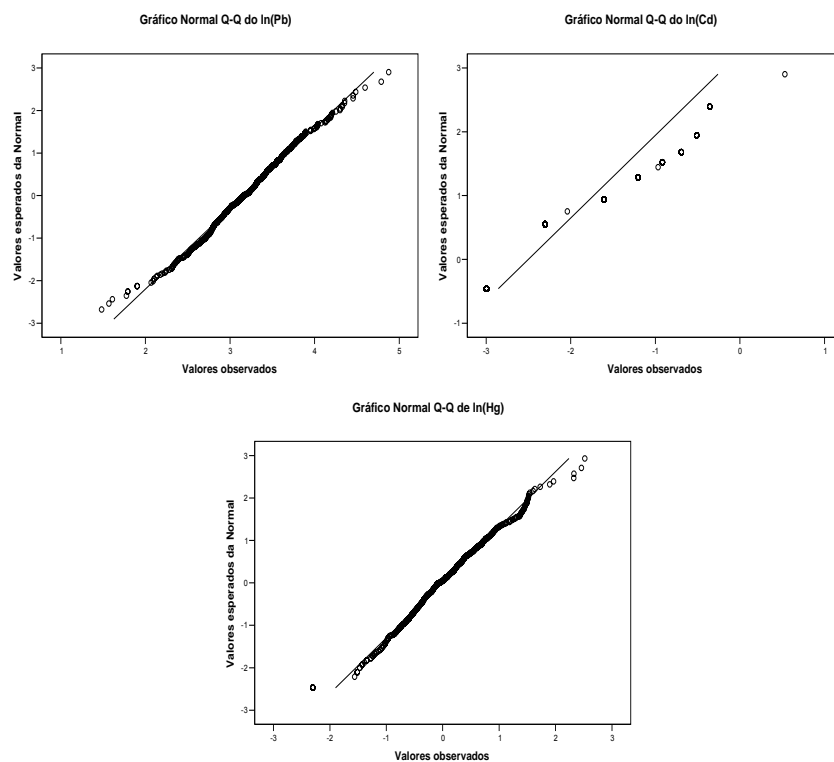 Gráfico Normal Q-Q do ln(Pb)
Valores esperados da Normal
3
2
1
0
-1
-2
-3
1 2 3 4 5
Valores observados
Gráfico Normal Q-Q do ln(Cd)
Valores esperados da Normal
3
2
1
0
-1
-3 -2 -1 0 1
Valores observados
Gráfico Normal Q-Q de ln(Hg)
Valores esperados da Normal
3
2
1
0
-1
-2
-3
-3 -2 -1 0 1 2 3
Valores observados